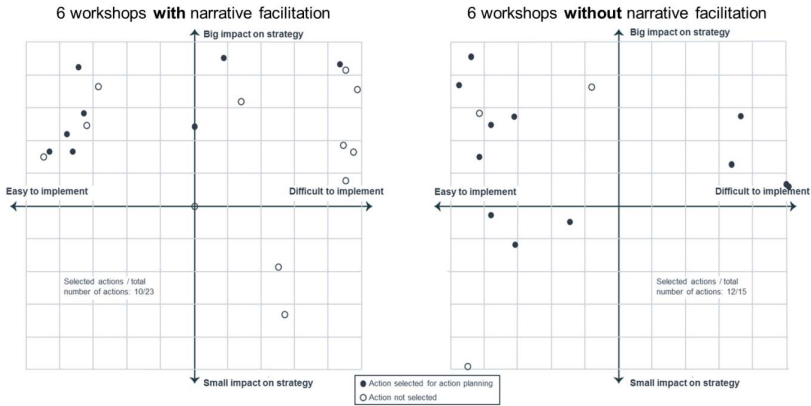 6 workshops with narrative facilitation
6 workshops without narrative facilitation
Big impact on strategy
Big impact on strategy
Easy to implement
Difficult to implement
Easy to implement
Difficult to implement
Selected actions / total
number of actions: 10/23
Selected actions / total
number of actions: 12/15
Small impact on strategy
Small impact on strategy
Action selected for action planning
Action not selected